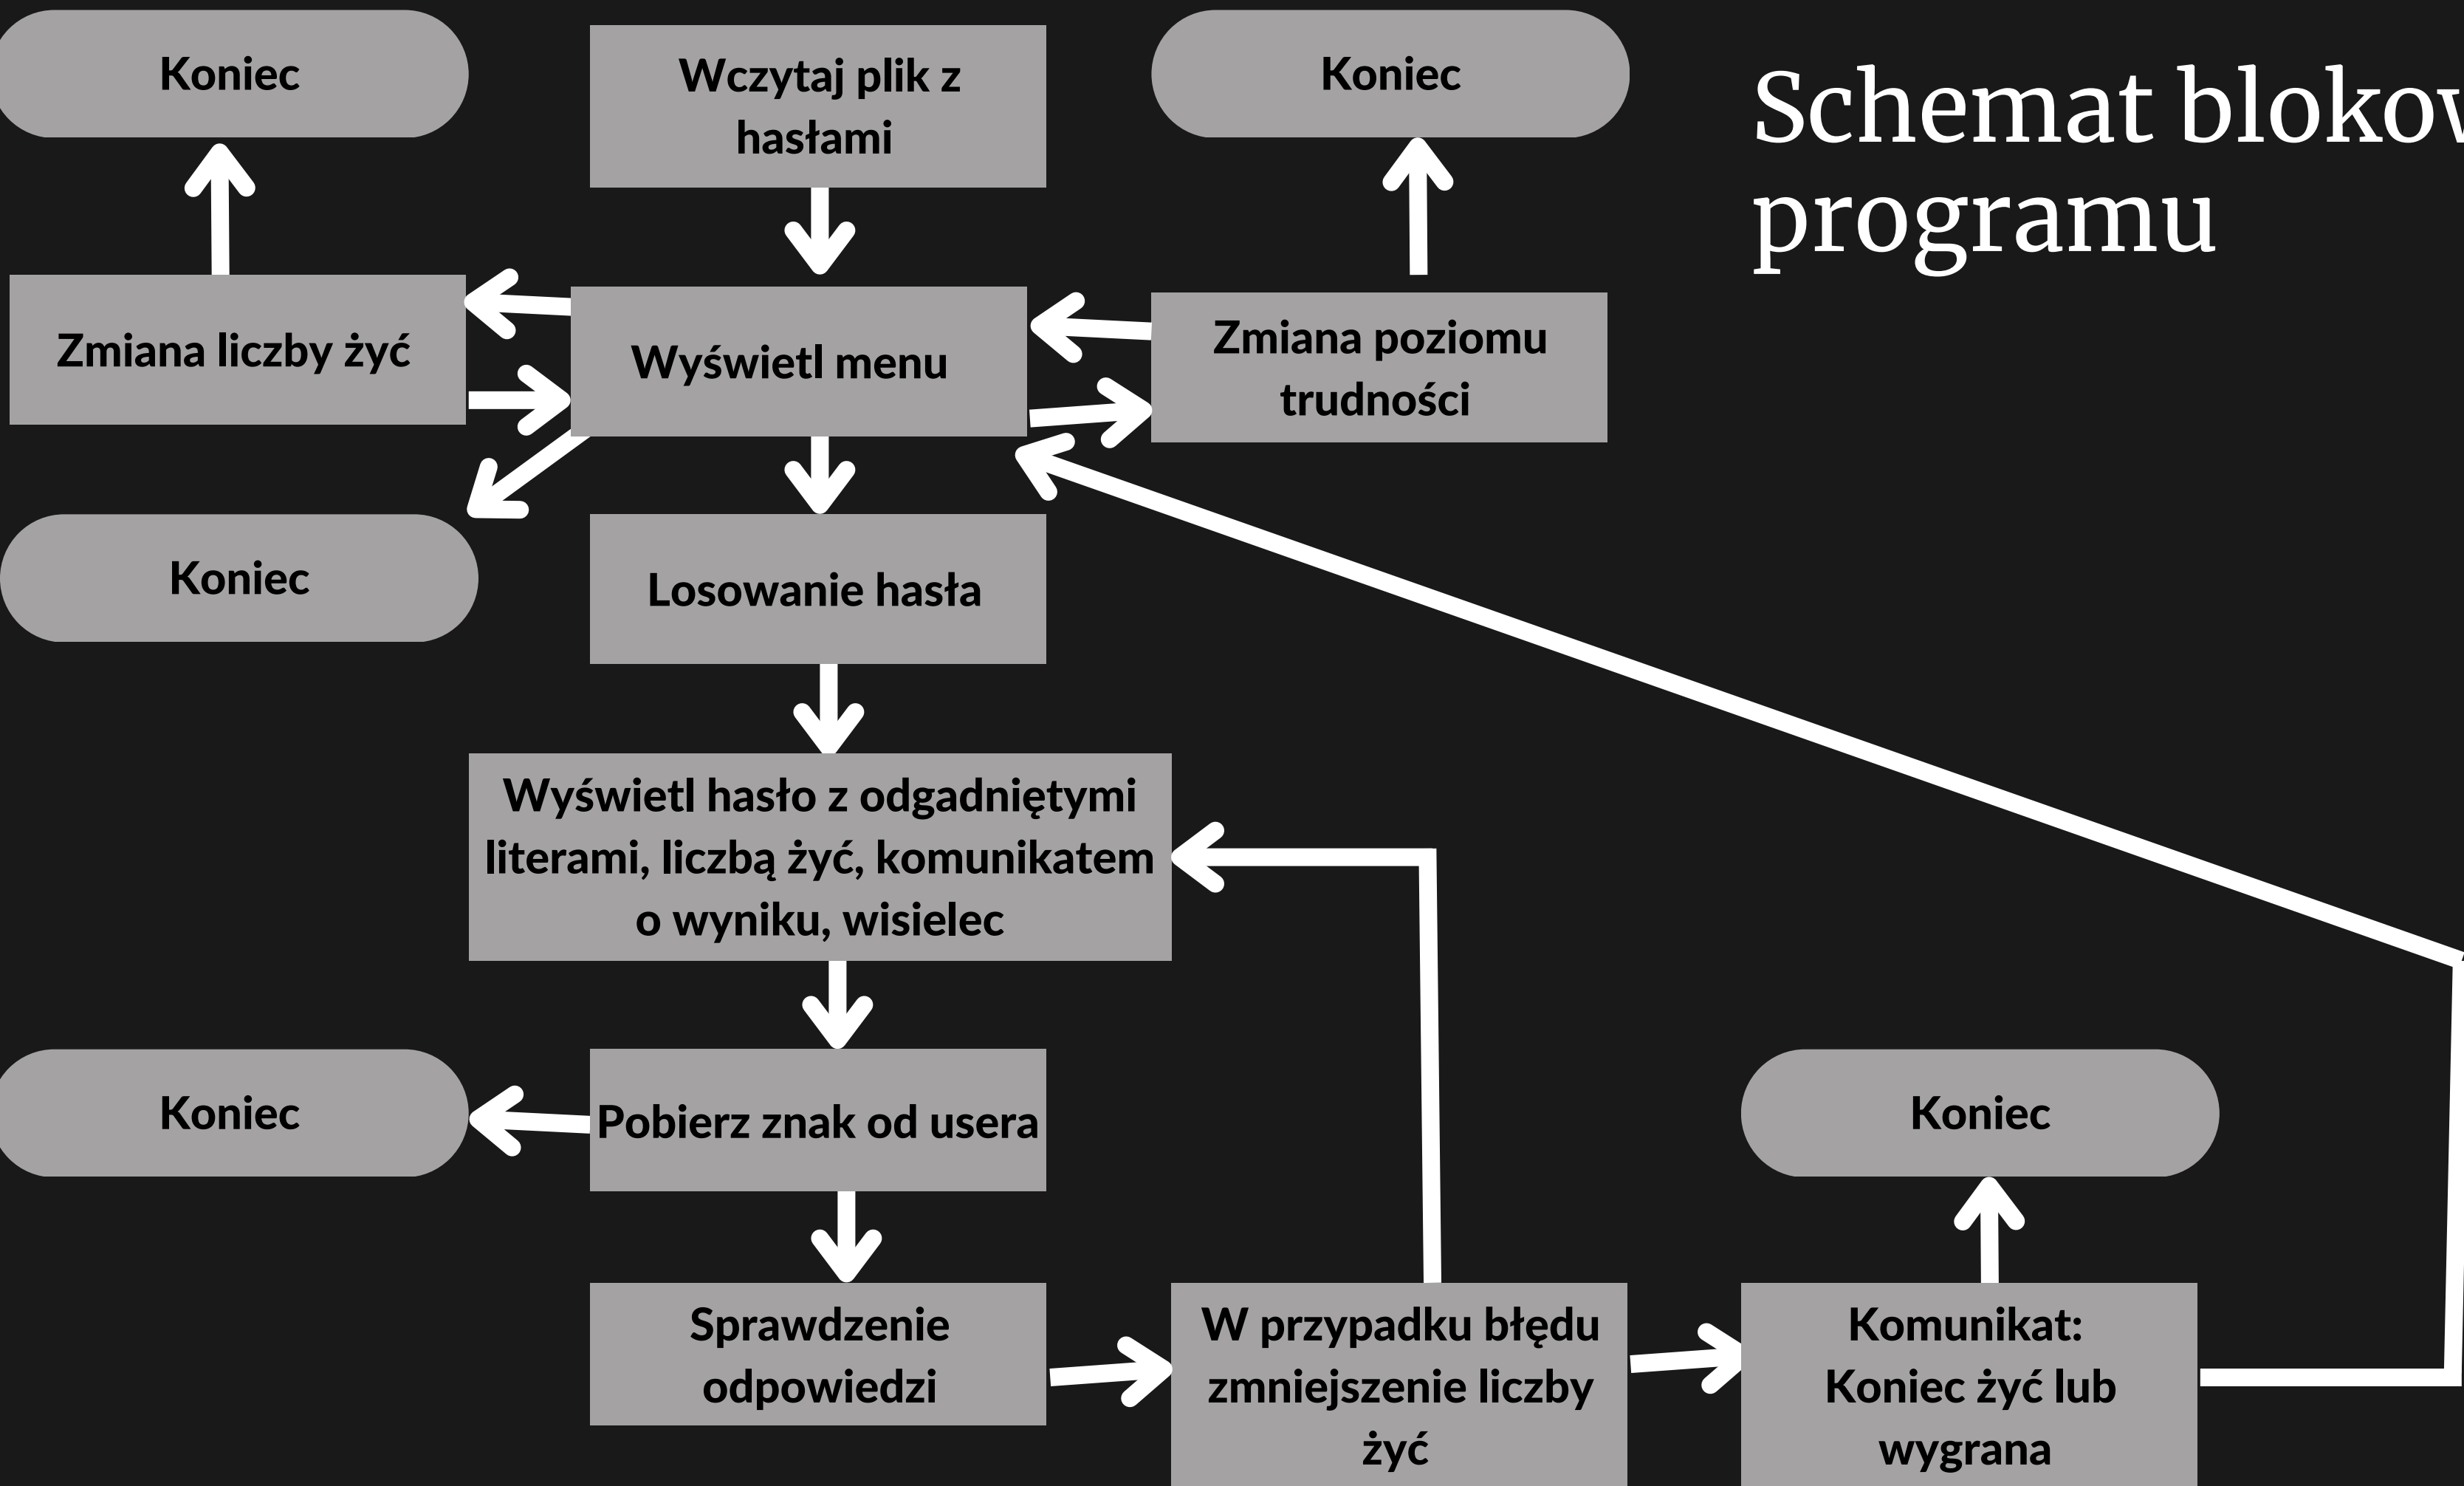 Koniec
Wczytaj plik z
hasłami
Koniec
Schemat
programu
Zmiana liczby żyć
Wyświetl menu
Zmiana poziomu
trudności
Koniec
Losowanie hasła
Wyświetl hasło z odgadniętymi
literami, liczbą żyć, komunikatem
o wyniku, wisielec
Koniec
Pobierz znak od usera
Koniec
Sprawdzenie
odpowiedzi
W przypadku błędu
zmniejszenie liczby
żyć
Komunikat:
Koniec żyć lub
wygrana